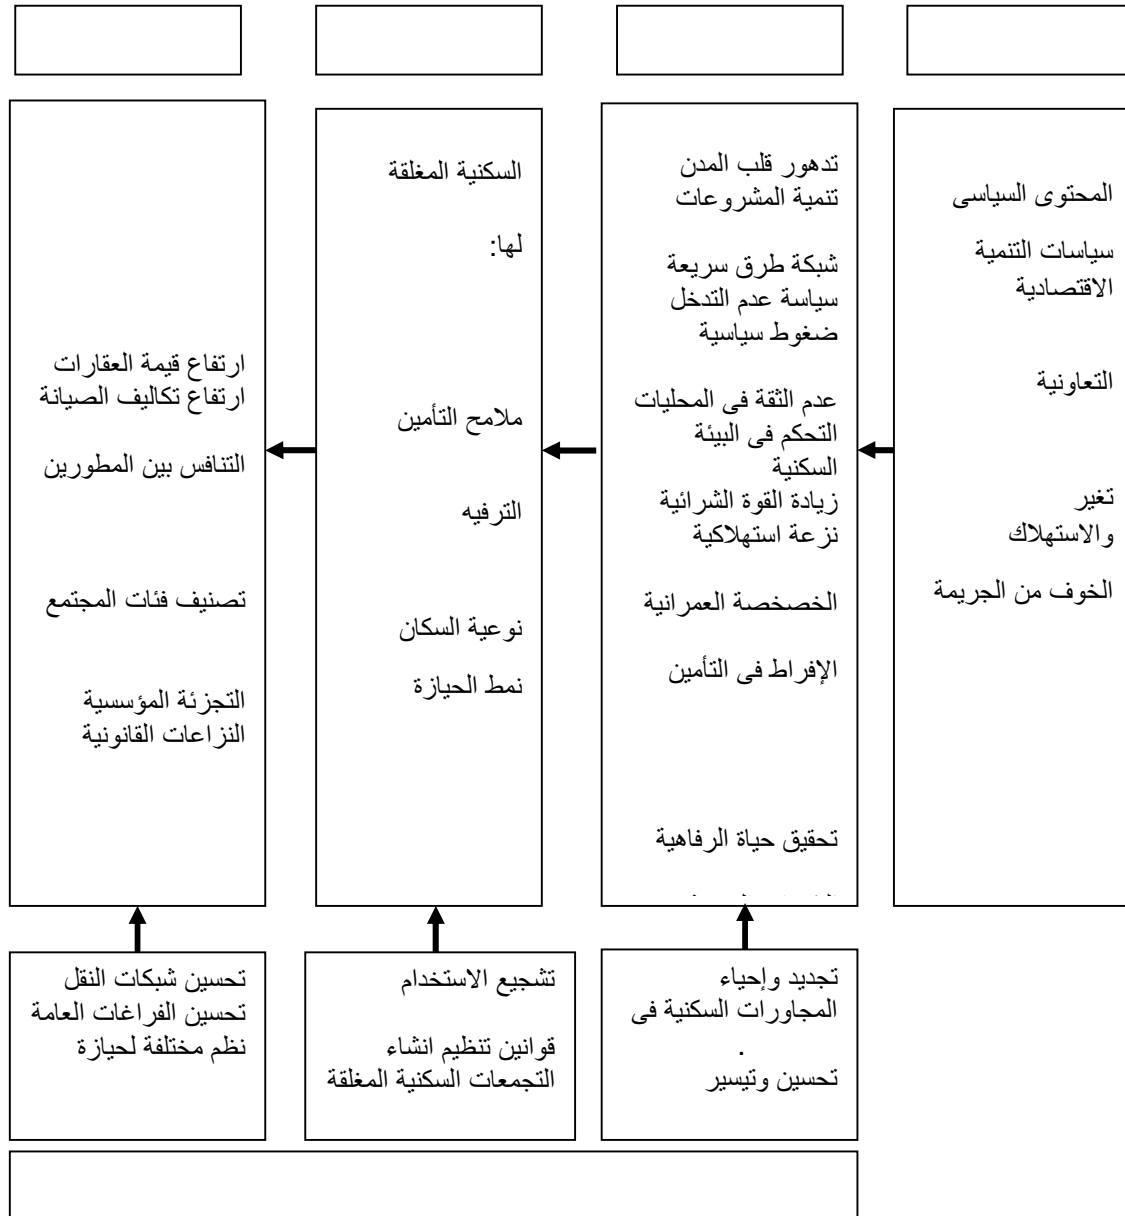 المحتوى السياسى
سياسات التنمية
الاقتصادية
التعاونية
تغير
والاستهلاك
الخوف من الجريمة
تدهور قلب المدن
تنمية المشروعات
شبكة طرق سريعة
سياسة عدم التدخل
ضغوط سياسية
عدم الثقة فى المحليات
التحكم فى البيئة
السكنية
زيادة القوة الشرائية
نزعة استهلاكية
الخصخصة العمرانية
الإفراط فى التأمين
تحقيق حياة الرفاهية
السكنية المغلقة
لها:
ملامح التأمين
الترفيه
نوعية السكان
نمط الحيازة
ارتفاع قيمة العقارات
ارتفاع تكاليف الصيانة
التنافس بين المطورين
تصنيف فئات المجتمع
التجزئة المؤسسية
النزاعات القانونية
تجديد وإحياء
المجاورات السكنية فى
.
تحسين وتيسير
تشجيع الاستخدام
قوانين تنظيم انشاء
التجمعات السكنية المغلقة
تحسين شبكات النقل
تحسين الفراغات العامة
نظم مختلفة لحيازة